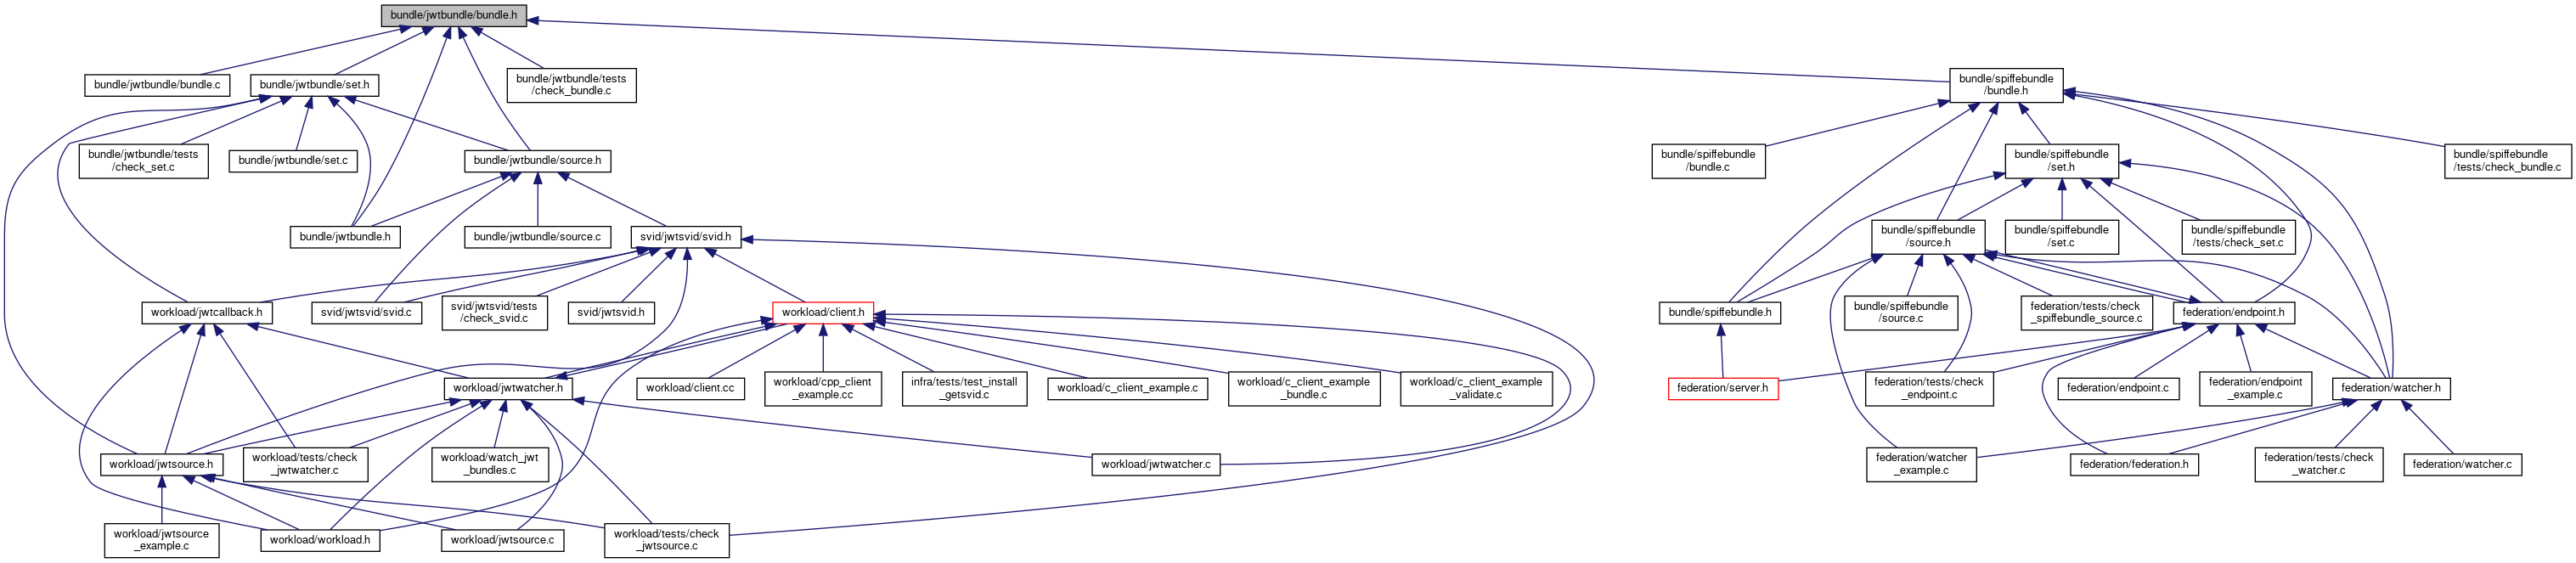 bundle/jwtbundle/bundle.h
bundle/jwtbundle/bundle.c
bundle/jwtbundle/set.h
bundle/jwtbundle/tests
/check_bundle.c
bundle/spiffebundle
/bundle.h
bundle/jwtbundle/tests
/check_set.c
bundle/jwtbundle/set.c
bundle/jwtbundle/source.h
bundle/spiffebundle
/bundle.c
bundle/spiffebundle
/set.h
bundle/spiffebundle
/tests/check_bundle.c
bundle/jwtbundle.h
bundle/jwtbundle/source.c
svid/jwtsvid/svid.h
bundle/spiffebundle
/source.h
bundle/spiffebundle
/set.c
bundle/spiffebundle
/tests/check_set.c
workload/jwtcallback.h
svid/jwtsvid/svid.c
svid/jwtsvid/tests
/check_svid.c
svid/jwtsvid.h
workload/client.h
bundle/spiffebundle.h
bundle/spiffebundle
/source.c
federation/tests/check
_spiffebundle_source.c
federation/endpoint.h
workload/jwtwatcher.h
workload/client.cc
workload/cpp_client
_example.cc
infra/tests/test_install
_getsvid.c
workload/c_client_example.c
workload/c_client_example
_bundle.c
workload/c_client_example
_validate.c
federation/server.h
federation/tests/check
_endpoint.c
federation/endpoint.c
federation/endpoint
_example.c
federation/watcher.h
workload/jwtsource.h
workload/tests/check
_jwtwatcher.c
workload/watch_jwt
_bundles.c
workload/jwtwatcher.c
federation/watcher
_example.c
federation/federation.h
federation/tests/check
_watcher.c
federation/watcher.c
workload/jwtsource
_example.c
workload/workload.h
workload/jwtsource.c
workload/tests/check
_jwtsource.c